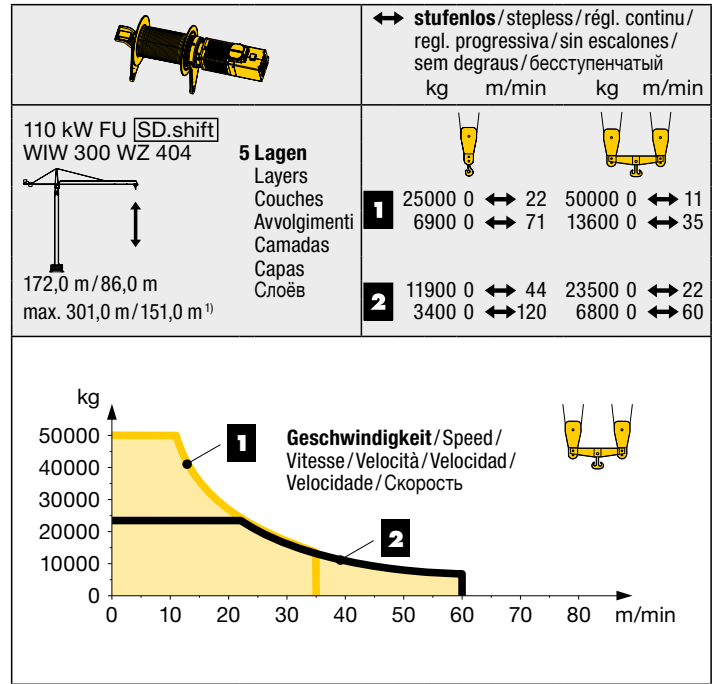 ↔ stufenlos/stepless/régl. continu/
regl. progressiva/sin escalones/
sem degraus/бесступенчатый
kg m/min kg m/min
110 kW FU SD.shift
WIW 300 WZ 404
172,0 m/86,0 m
max. 301,0 m/151,0 m 1)
5 Lagen
Layers
Couches
Avvolgimenti
Camadas
Capas
Слоёв
1
25000 0 ↔ 22 50000 0 ↔ 11
6900 0 ↔ 71 13600 0 ↔ 35
2
11900 0 ↔ 44 23500 0 ↔ 22
3400 0 ↔ 120 6800 0 ↔ 60
kg
50000
40000
30000
20000
10000
0
1
Geschwindigkeit/Speed/
Vitesse/Velocità/Velocidad/
Velocidade/Скорость
2
0 10 20 30 40 50 60 70 80 m/min